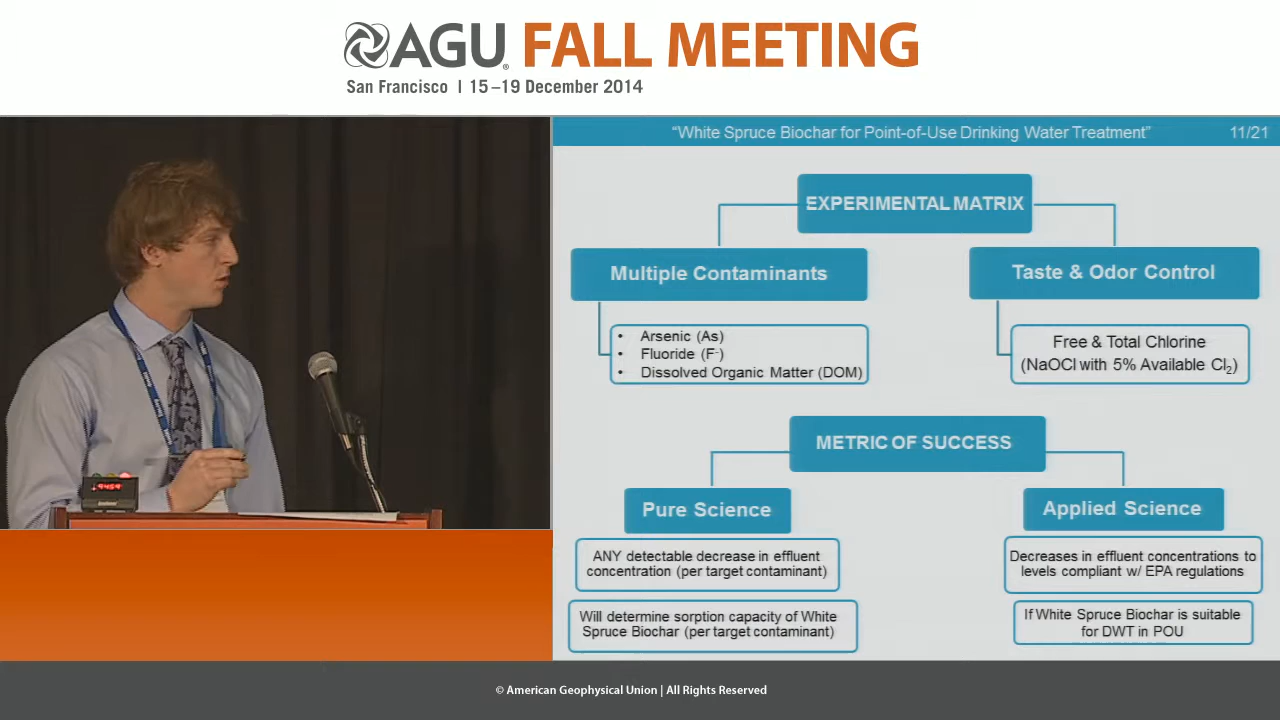 AGU® FALL MEETING
San Francisco | 15–19 December 2014
“White Spruce Biochar for Point-of-Use Drinking Water Treatment” 11/21
EXPERIMENTAL MATRIX
Multiple Contaminants
Taste & Odor Control
• Arsenic (As)
• Fluoride (F⁻)
• Dissolved Organic Matter (DOM)
Free & Total Chlorine
(NaOCl with 5% Available Cl₂)
METRIC OF SUCCESS
Pure Science
Applied Science
ANY detectable decrease in effluent
concentration (per target contaminant)
Decreases in effluent concentrations to
levels compliant w/ EPA regulations
Will determine sorption capacity of White
Spruce Biochar (per target contaminant)
If White Spruce Biochar is suitable
for DWT in POU
© American Geophysical Union | All Rights Reserved